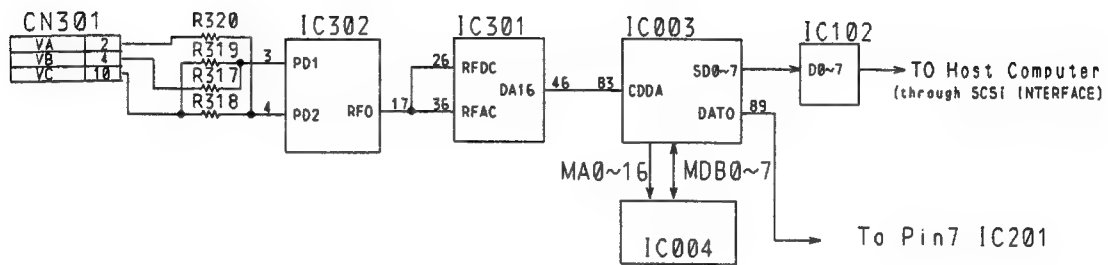 CN301
VA 2
VB 4
VC 10
R320
R319
R317
R318
IC302
3 PD1
4 PD2
RFO 17
IC301
26 RFDC
36 RFAC
DA16 46
IC003
83 CDDA
SD0~7
DATO 89
IC102
D0~7
TO Host Computer
(through SCSI INTERFACE)
MA0~16
MDB0~7
IC004
To Pin7 IC201